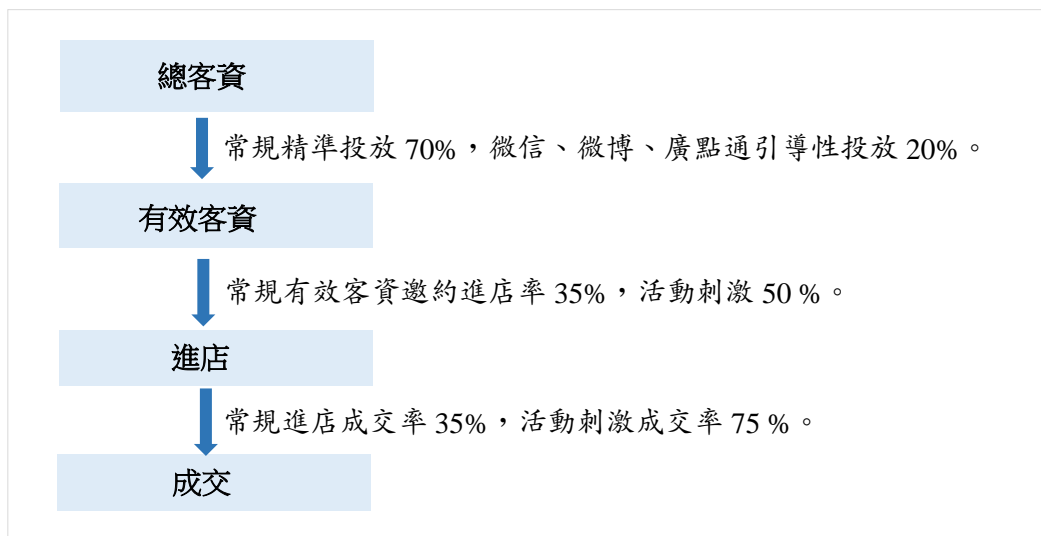 總客資
常規精準投放 70%，微信、微博、廣點通引導性投放 20%。
有效客資
常規有效客資邀約進店率 35%，活動刺激 50 %。
進店
常規進店成交率 35%，活動刺激成交率 75 %。
成交